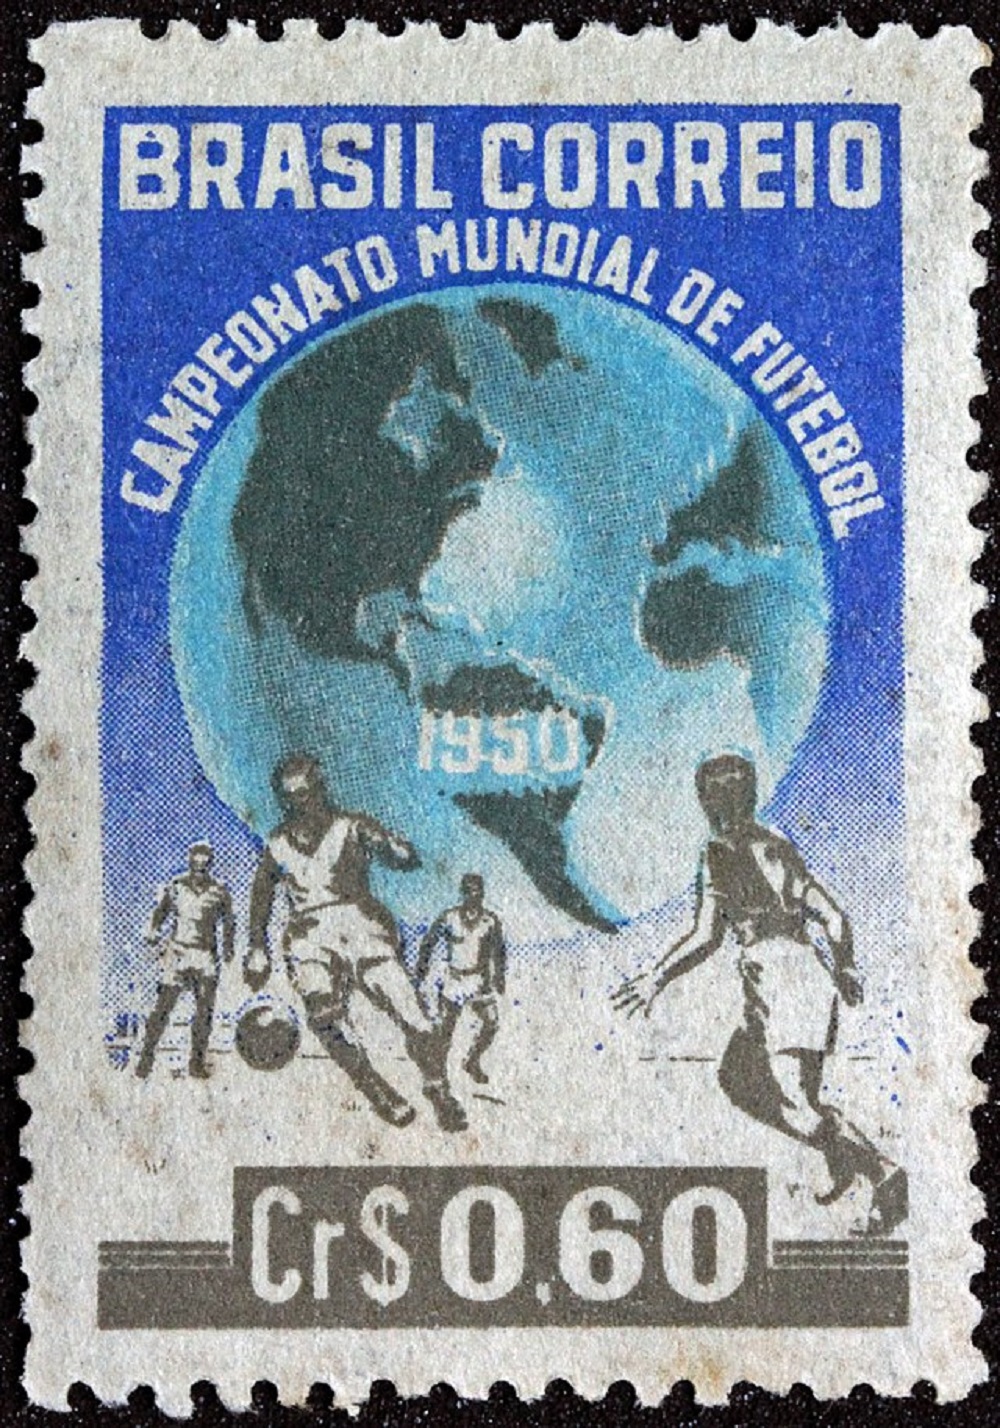 BRASIL CORREIO
CAMPEONATO MUNDIAL DE FUTEBOL
1950
Cr$ 0,60